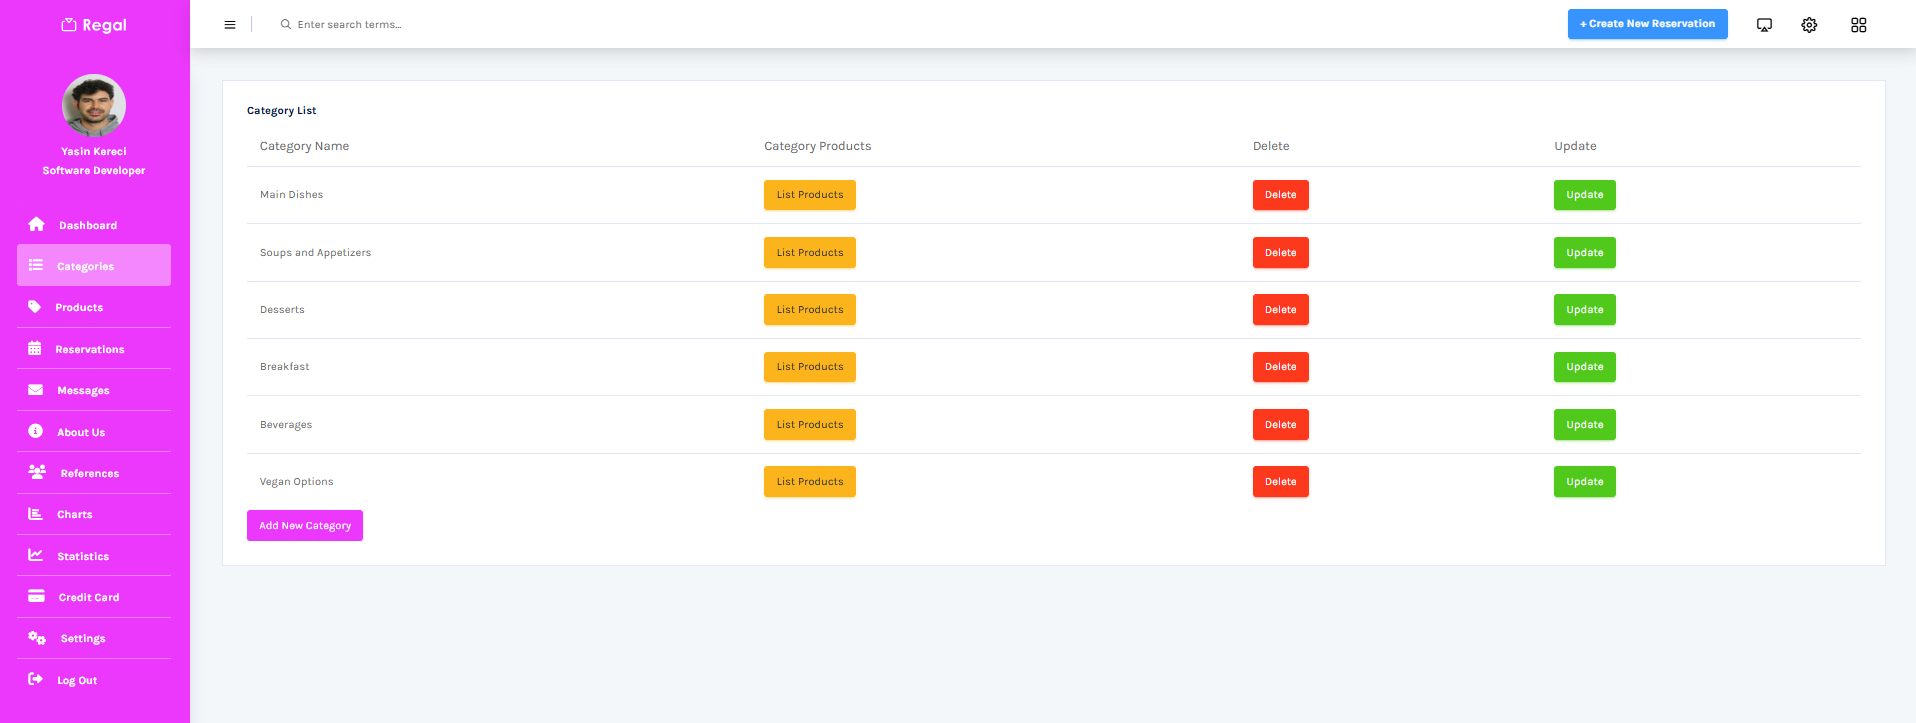 Regal
Enter search terms...
+ Create New Reservation
Yasin Kereci
Software Developer
Dashboard
Categories
Products
Reservations
Messages
About Us
References
Charts
Statistics
Credit Card
Settings
Log Out
Category List
Category Name Category Products Delete Update
Main Dishes List Products Delete Update
Soups and Appetizers List Products Delete Update
Desserts List Products Delete Update
Breakfast List Products Delete Update
Beverages List Products Delete Update
Vegan Options List Products Delete Update
Add New Category